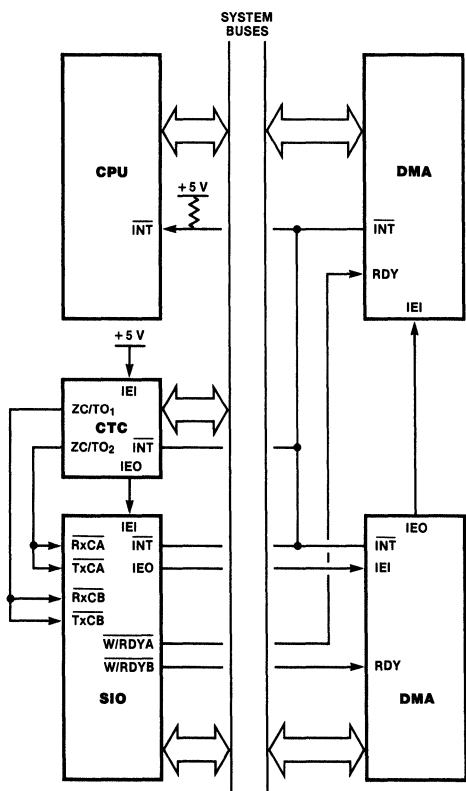 SYSTEM
BUSES
CPU
DMA
+5 V
INT
INT
RDY
IEI
+5 V
IEI
ZC/TO₁
CTC
ZC/TO₂
INT
IEO
IEI
IEO
RxCA
INT
INT
TxCA
IEO
IEI
RxCB
TxCB
W/RDYA
W/RDYB
RDY
SIO
DMA